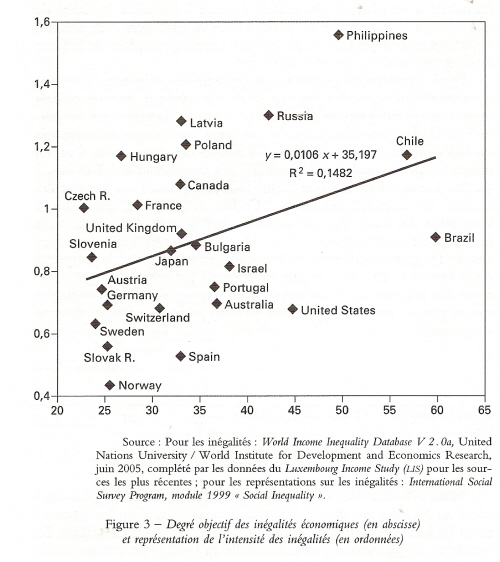 1,6
Philippines
1,4
Latvia
Russia
Poland
Chile
1,2
Hungary
y = 0,0106 x + 35,197
R² = 0,1482
Canada
Czech R.
France
1
United Kingdom
Brazil
Slovenia
Bulgaria
Japan
Israel
0,8
Austria
Portugal
Germany
Australia
United States
Switzerland
0,6
Sweden
Slovak R.
Spain
Norway
0,4
20 25 30 35 40 45 50 55 60 65
Source : Pour les inégalités : World Income Inequality Database V 2.0a, United
Nations University / World Institute for Development and Economics Research,
juin 2005, complété par les données du Luxembourg Income Study (LIS) pour les sour-
ces les plus récentes ; pour les représentations sur les inégalités : International Social
Survey Program, module 1999 « Social Inequality ».
Figure 3 – Degré objectif des inégalités économiques (en abscisse)
et représentation de l'intensité des inégalités (en ordonnées)